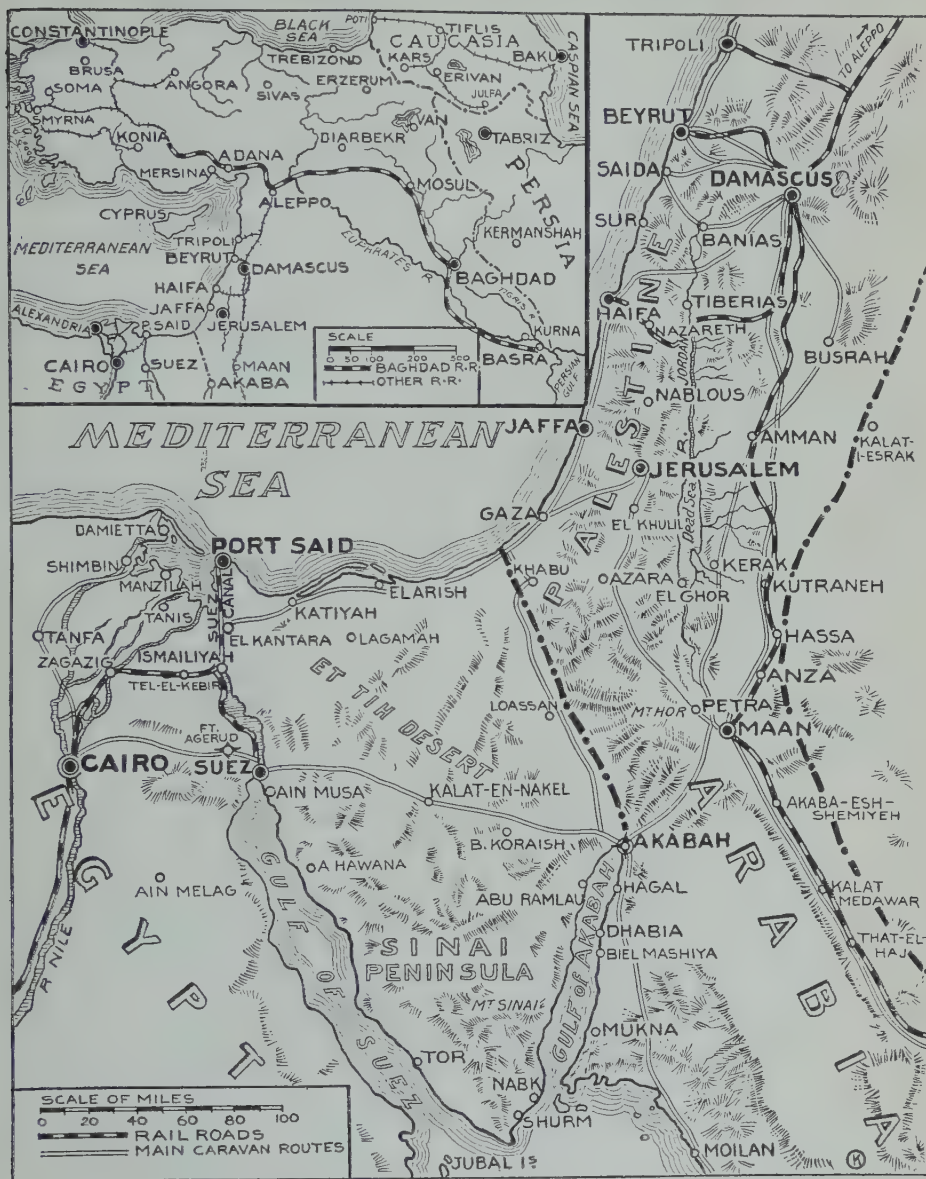 BLACK SEA
POTI
TIFLIS
CONSTANTINOPLE
CAUCASIA
KARS
BAKU
BRUSA
TREBIZOND
ERZERUM
ERIVAN
CASPIAN SEA
SOMA
ANGORA
SIVAS
JULFA
SMYRNA
VAN
KONIA
DIARBEKR
TABRIZ
ADANA
MERSINA
MOSUL
PERSIA
ALEPPO
CYPRUS
KERMANSHAH
MEDITERRANEAN
SEA
TRIPOLI
BEYRUT
EUPHRATES R.
DAMASCUS
BAGHDAD
HAIFA
TIGRIS
JAFFA
ALEXANDRIA
P. SAID
JERUSALEM
KURNA
CAIRO
SUEZ
MAAN
BASRA
EGYPT
AKABA
PERSIAN
GULF
SCALE
0 50 100 200 300 500
BAGHDAD R.R.
OTHER R.R.
TRIPOLI
TO ALEPPO
BEYRUT
SAIDA
DAMASCUS
SUR
BANIAS
HAIFA
TIBERIAS
NAZARETH
BUSRAH
JORDAN R.
NABLOUS
MEDITERRANEAN
SEA
JAFFA
AMMAN
KALAT-
I-ESRAK
PALESTINE
JERUSALEM
GAZA
EL KHULIL
Dead Sea
DAMIETTA
PORT SAID
SHIMBIN
KHABU
AZARA
KERAK
MANZILAH
ELARISH
EL GHOR
KUTRANEH
TANIS
SUEZ CANAL
KATIYAH
TANFA
EL KANTARA
LAGAMAH
HASSA
ZAGAZIG
ISMAILIYAH
TEL-EL-KEBIR
ET TIH DESERT
ANZA
LOASSAN
MT. HOR
PETRA
MAAN
FT.
AGERUD
CAIRO
SUEZ
AIN MUSA
KALAT-EN-NAKEL
AKABA-ESH-
SHEMIYEH
B. KORAISH
AKABAH
A. HAWANA
AIN MELAG
ABU RAMLAU
HAGAL
KALAT
MEDAWAR
DHABIA
SINAI
PENINSULA
BIEL MASHIYA
THAT-EL-
HAJ
R. NILE
EGYPT
GULF OF SUEZ
MT SINAI
GULF of AKABAH
MUKNA
ARABIA
TOR
NABK
SHURM
JUBAL Is
MOILAN
K
SCALE OF MILES
0 20 40 60 80 100
RAIL ROADS
MAIN CARAVAN ROUTES